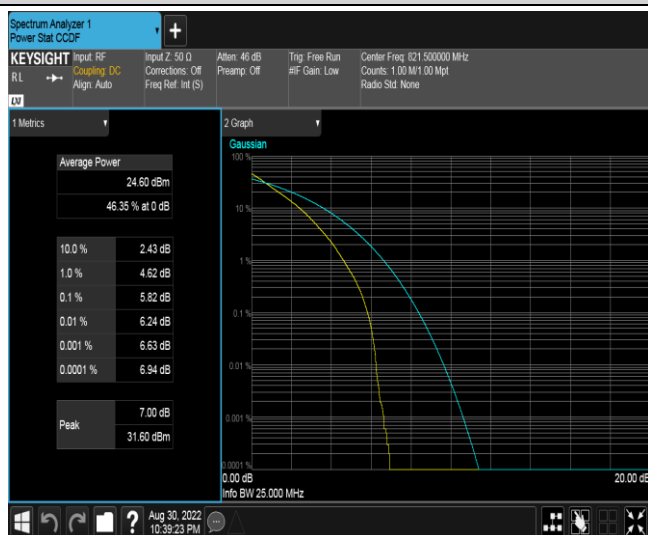 Spectrum Analyzer 1
Power Stat CCDF
+
KEYSIGHT
RL
LXI
Input: RF
Coupling: DC
Align: Auto
Input Z: 50 Ω
Corrections: Off
Freq Ref: Int (S)
Atten: 46 dB
Preamp: Off
Trig: Free Run
#IF Gain: Low
Center Freq: 821.500000 MHz
Counts: 1.00 M/1.00 Mpt
Radio Std: None
1 Metrics
Average Power
24.60 dBm
46.35 % at 0 dB
10.0 % 2.43 dB
1.0 % 4.62 dB
0.1 % 5.82 dB
0.01 % 6.24 dB
0.001 % 6.63 dB
0.0001 % 6.94 dB
Peak
7.00 dB
31.60 dBm
2 Graph
Gaussian
100 %
10 %
1 %
0.1 %
0.01 %
0.001 %
0.0001 %
0.00 dB
20.00 dB
Info BW 25.000 MHz
?
Aug 30, 2022
10:39:23 PM